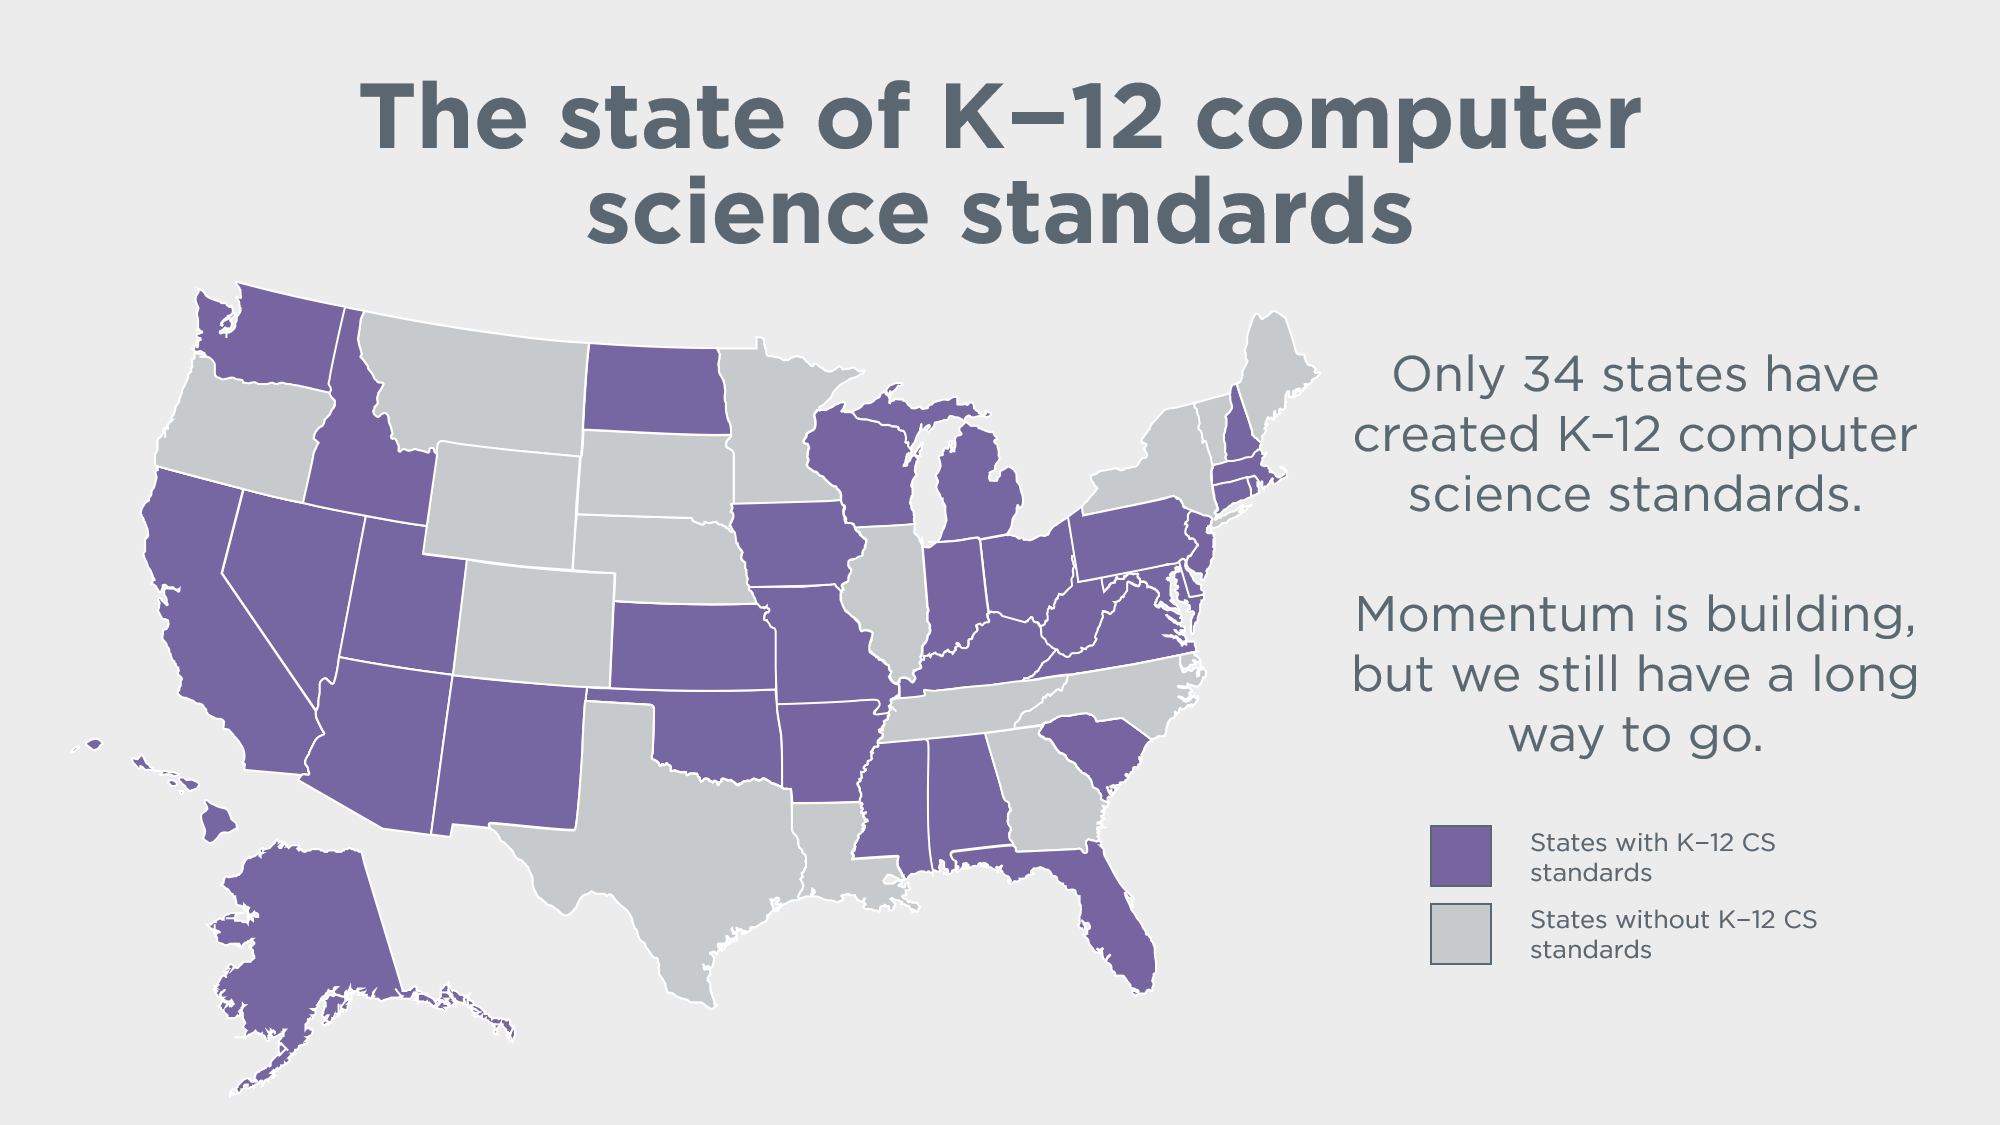 The state of K–12 computer
science standards
Only 34 states have
created K–12 computer
science standards.
Momentum is building,
but we still have a long
way to go.
States with K–12 CS
standards
States without K–12 CS
standards